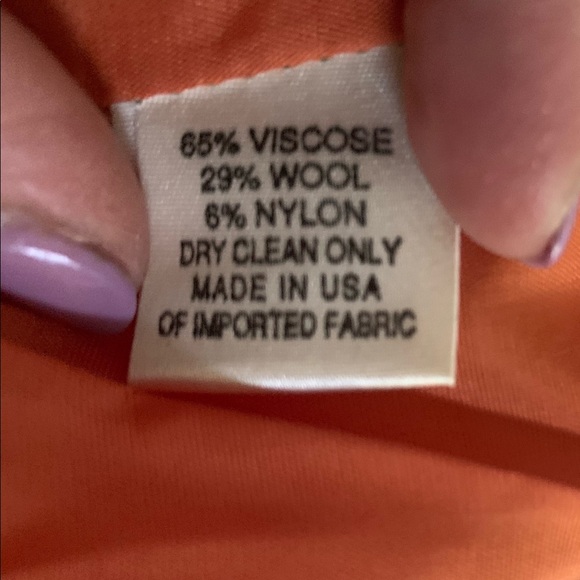 65% VISCOSE
29% WOOL
6% NYLON
DRY CLEAN ONLY
MADE IN USA
OF IMPORTED FABRIC